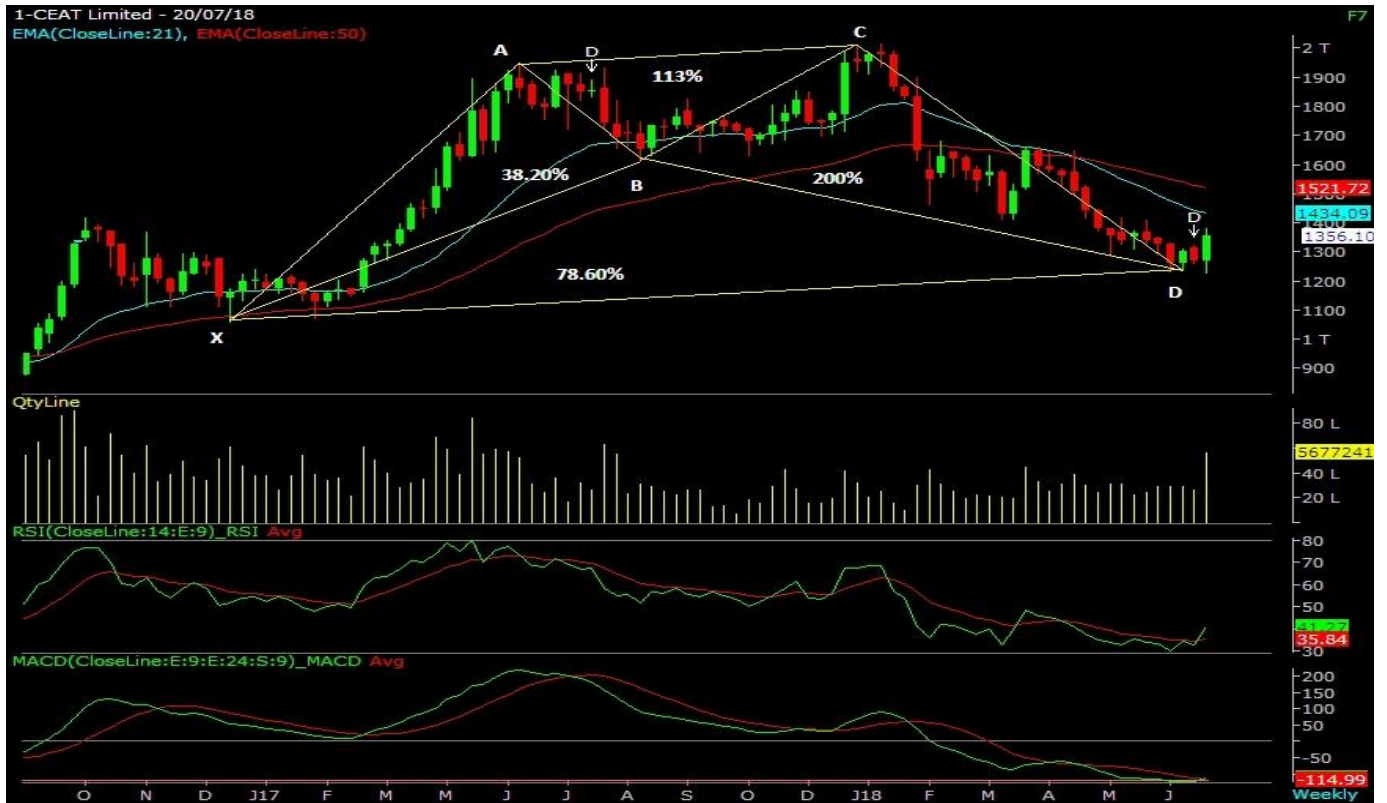 1-CEAT Limited - 20/07/18
F7
EMA(CloseLine:21), EMA(CloseLine:50)
A
D
C
113%
38.20%
B
200%
D
78.60%
X
D
2 T
1900
1800
1700
1600
1521.72
1434.09
1400
1356.10
1300
1200
1100
1 T
900
QtyLine
80 L
5677241
40 L
20 L
RSI(CloseLine:14:E:9)_RSI Avg
80
70
60
50
41.27
35.84
30
MACD(CloseLine:E:9:E:24:S:9)_MACD Avg
200
150
100
50
-50
-114.99
O N D J17 F M A M J J A S O N D J18 F M A M J
Weekly